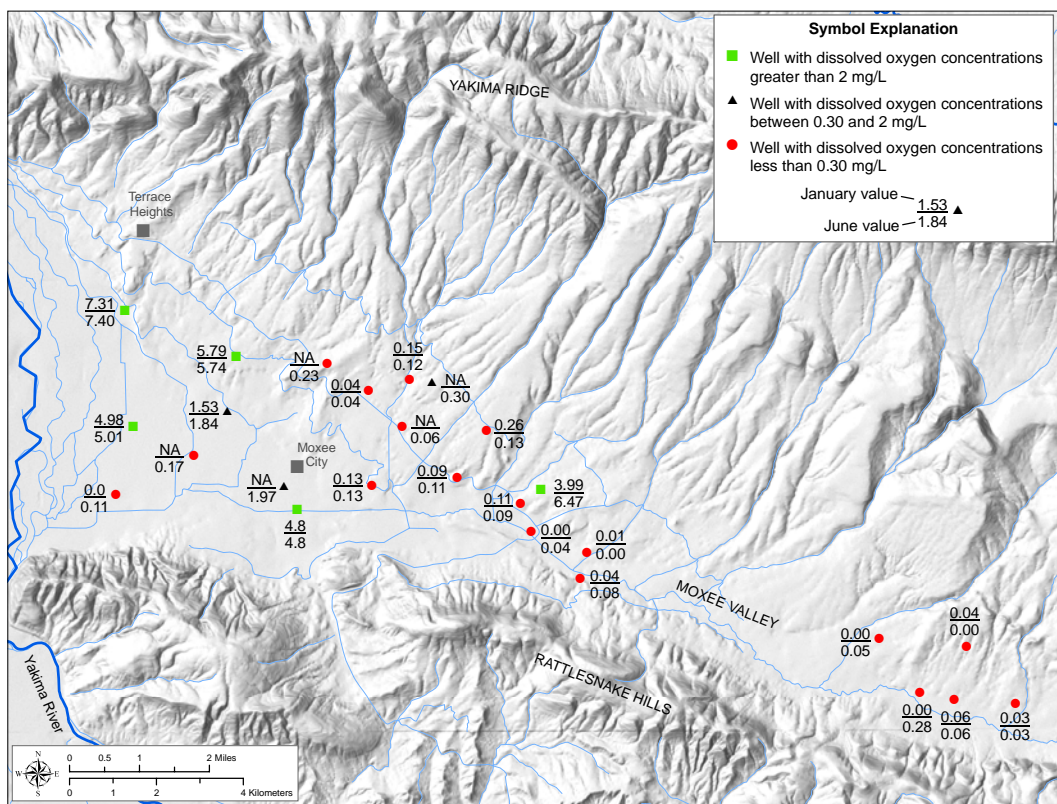 Symbol Explanation
Well with dissolved oxygen concentrations
greater than 2 mg/L
Well with dissolved oxygen concentrations
between 0.30 and 2 mg/L
Well with dissolved oxygen concentrations
less than 0.30 mg/L
January value
1.53
June value
1.84
YAKIMA RIDGE
Terrace
Heights
7.31
7.40
5.79
5.74
NA
0.23
0.15
0.12
0.04
0.04
NA
0.30
1.53
1.84
4.98
5.01
NA
0.06
0.26
0.13
NA
0.17
Moxee
City
0.0
0.11
NA
1.97
0.13
0.13
0.09
0.11
3.99
6.47
4.8
4.8
0.11
0.09
0.00
0.04
0.01
0.00
0.04
0.08
MOXEE VALLEY
RATTLESNAKE HILLS
Yakima River
0.00
0.05
0.04
0.00
0.00
0.28
0.06
0.06
0.03
0.03
N
W E
S
0 0.5 1 2 Miles
0 1 2 4 Kilometers